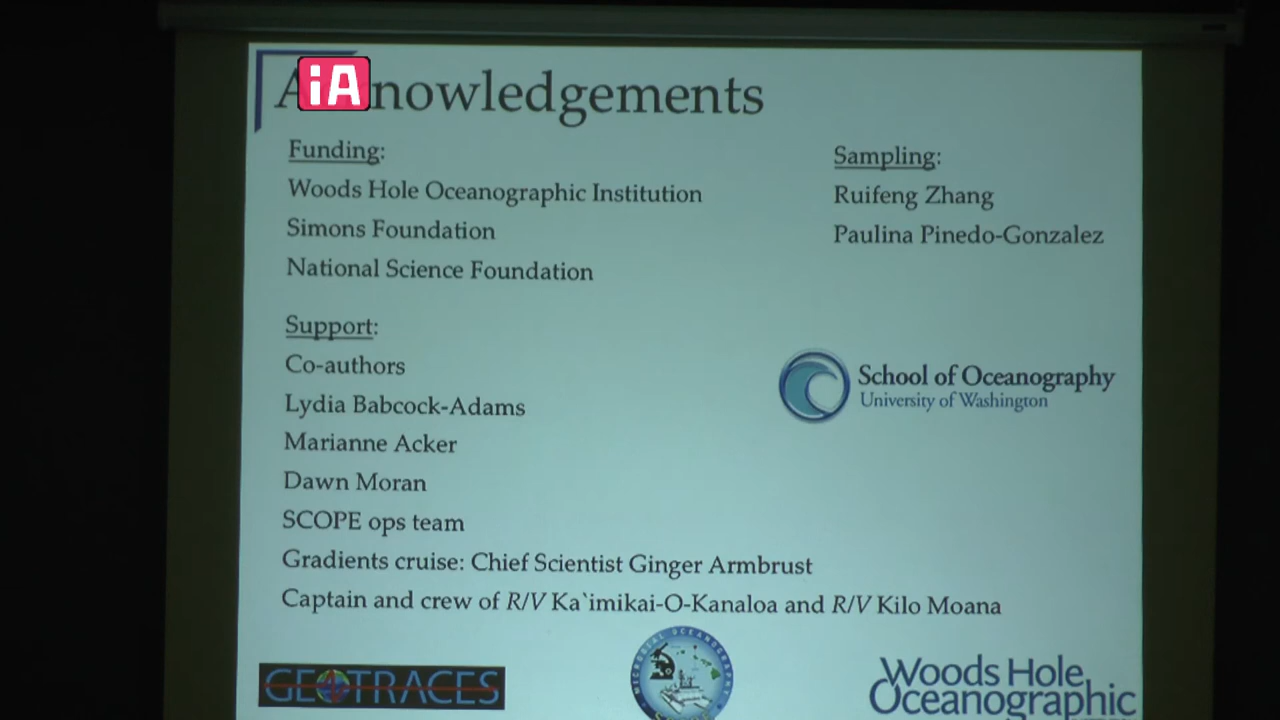 Acknowledgements
iA
Funding:
Woods Hole Oceanographic Institution
Simons Foundation
National Science Foundation
Sampling:
Ruifeng Zhang
Paulina Pinedo-Gonzalez
Support:
Co-authors
Lydia Babcock-Adams
Marianne Acker
Dawn Moran
SCOPE ops team
Gradients cruise: Chief Scientist Ginger Armbrust
Captain and crew of R/V Ka`imikai-O-Kanaloa and R/V Kilo Moana
School of Oceanography
University of Washington
GEOTRACES
MICROBIAL OCEANOGRAPHY
Woods Hole
Oceanographic